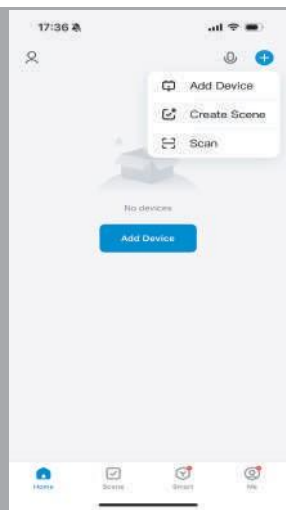 17:36
Add Device
Create Scene
Scan
No devices
Add Device
Home
Scene
Smart
Me